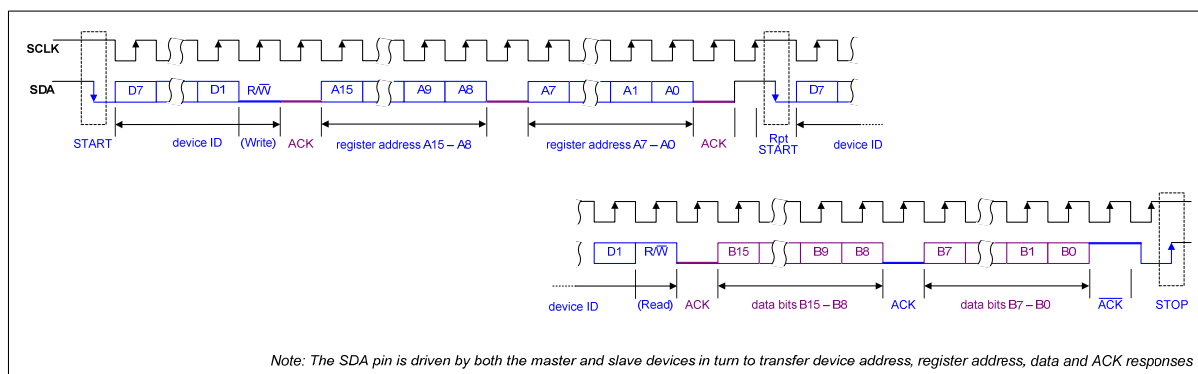 SCLK
SDA
D7 D1 R/W̅ A15 A9 A8 A7 A1 A0 D7
START device ID (Write) ACK register address A15 – A8 register address A7 – A0 ACK Rpt START device ID
D1 R/W̅ B15 B9 B8 B7 B1 B0
device ID (Read) ACK data bits B15 – B8 ACK data bits B7 – B0 A̅C̅K̅ STOP
Note: The SDA pin is driven by both the master and slave devices in turn to transfer device address, register address, data and ACK responses